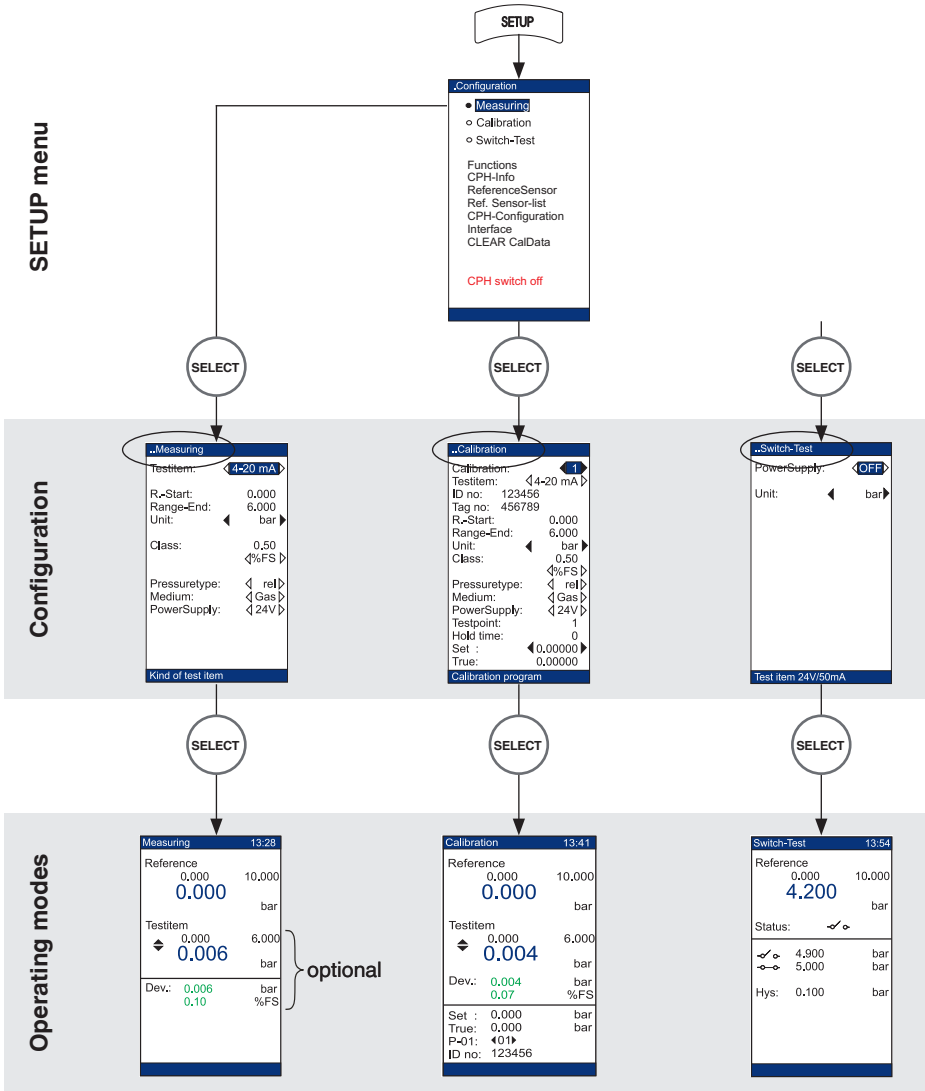 SETUP
SETUP menu
.Configuration
Measuring
Calibration
Switch-Test
Functions
CPH-Info
ReferenceSensor
Ref. Sensor-list
CPH-Configuration
Interface
CLEAR CalData
CPH switch off
SELECT
SELECT
SELECT
Configuration
..Measuring
Testitem: 4-20 mA
R.-Start: 0.000
Range-End: 6.000
Unit: bar
Class: 0.50
%FS
Pressuretype: rel
Medium: Gas
PowerSupply: 24V
Kind of test item
..Calibration
Calibration: 1
Testitem: 4-20 mA
ID no: 123456
Tag no: 456789
R.-Start: 0.000
Range-End: 6.000
Unit: bar
Class: 0.50
%FS
Pressuretype: rel
Medium: Gas
PowerSupply: 24V
Testpoint: 1
Hold time: 0
Set : 0.00000
True: 0.00000
Calibration program
..Switch-Test
PowerSupply: OFF
Unit: bar
Test item 24V/50mA
SELECT
SELECT
SELECT
Operating modes
Measuring 13:28
Reference
0.000 10.000
0.000
bar
Testitem
0.000 6.000
0.006
bar
Dev.: 0.006 bar
0.10 %FS
optional
Calibration 13:41
Reference
0.000 10.000
0.000
bar
Testitem
0.000 6.000
0.004
bar
Dev.: 0.004 bar
0.07 %FS
Set : 0.000 bar
True: 0.000 bar
P-01: 01
ID no: 123456
Switch-Test 13:54
Reference
0.000 10.000
4.200
bar
Status:
4.900 bar
5.000 bar
Hys: 0.100 bar